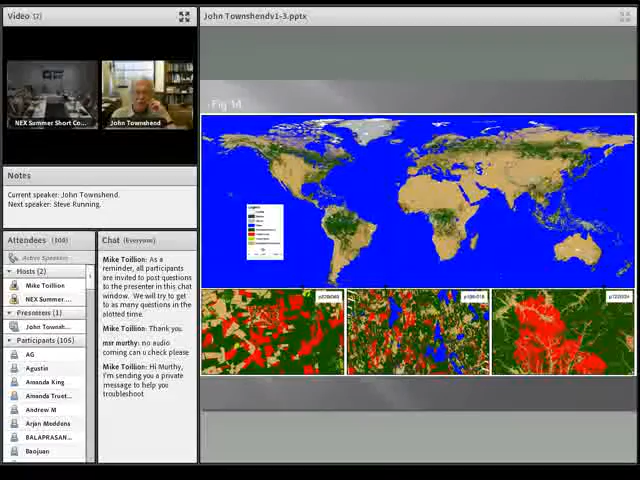 Video (2)
NEX Summer Short Co...
John Townshend
Notes
Current speaker: John Townshend.
Next speaker: Steve Running.
Attendees (108)
Active Speakers
Hosts (2)
Mike Toillion
NEX Summer...
Presenters (1)
John Townsh...
Participants (105)
AG
Agustin
Amanda King
Amanda Truet...
Andrew M
Arjan Meddens
BALAPRASAN...
Baojuan
Chat (Everyone)
Mike Toillion: As a
reminder, all participants
are invited to post questions
to the presenter in this chat
window. We will try to get
to as many questions in the
alotted time.
Mike Toillion: Thank you
msr murthy: no audio
coming can u check please
Mike Toillion: Hi Murthy,
I'm sending you a private
message to help you
troubleshoot
John Townshendv1-3.pptx
Fig 14